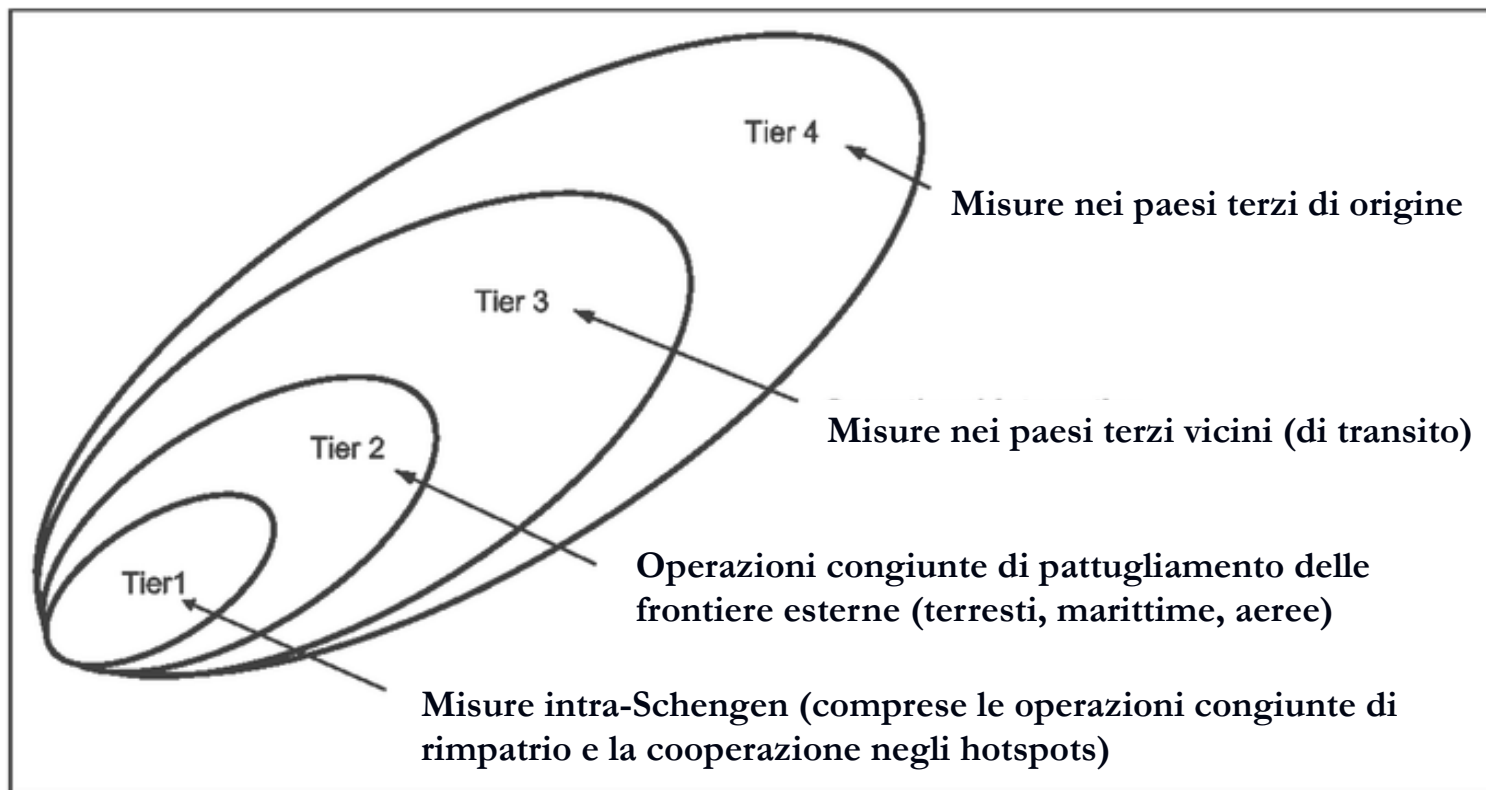 Tier 4
Misure nei paesi terzi di origine
Tier 3
Misure nei paesi terzi vicini (di transito)
Tier 2
Operazioni congiunte di pattugliamento delle
frontiere esterne (terresti, marittime, aeree)
Tier1
Misure intra-Schengen (comprese le operazioni congiunte di
rimpatrio e la cooperazione negli hotspots)